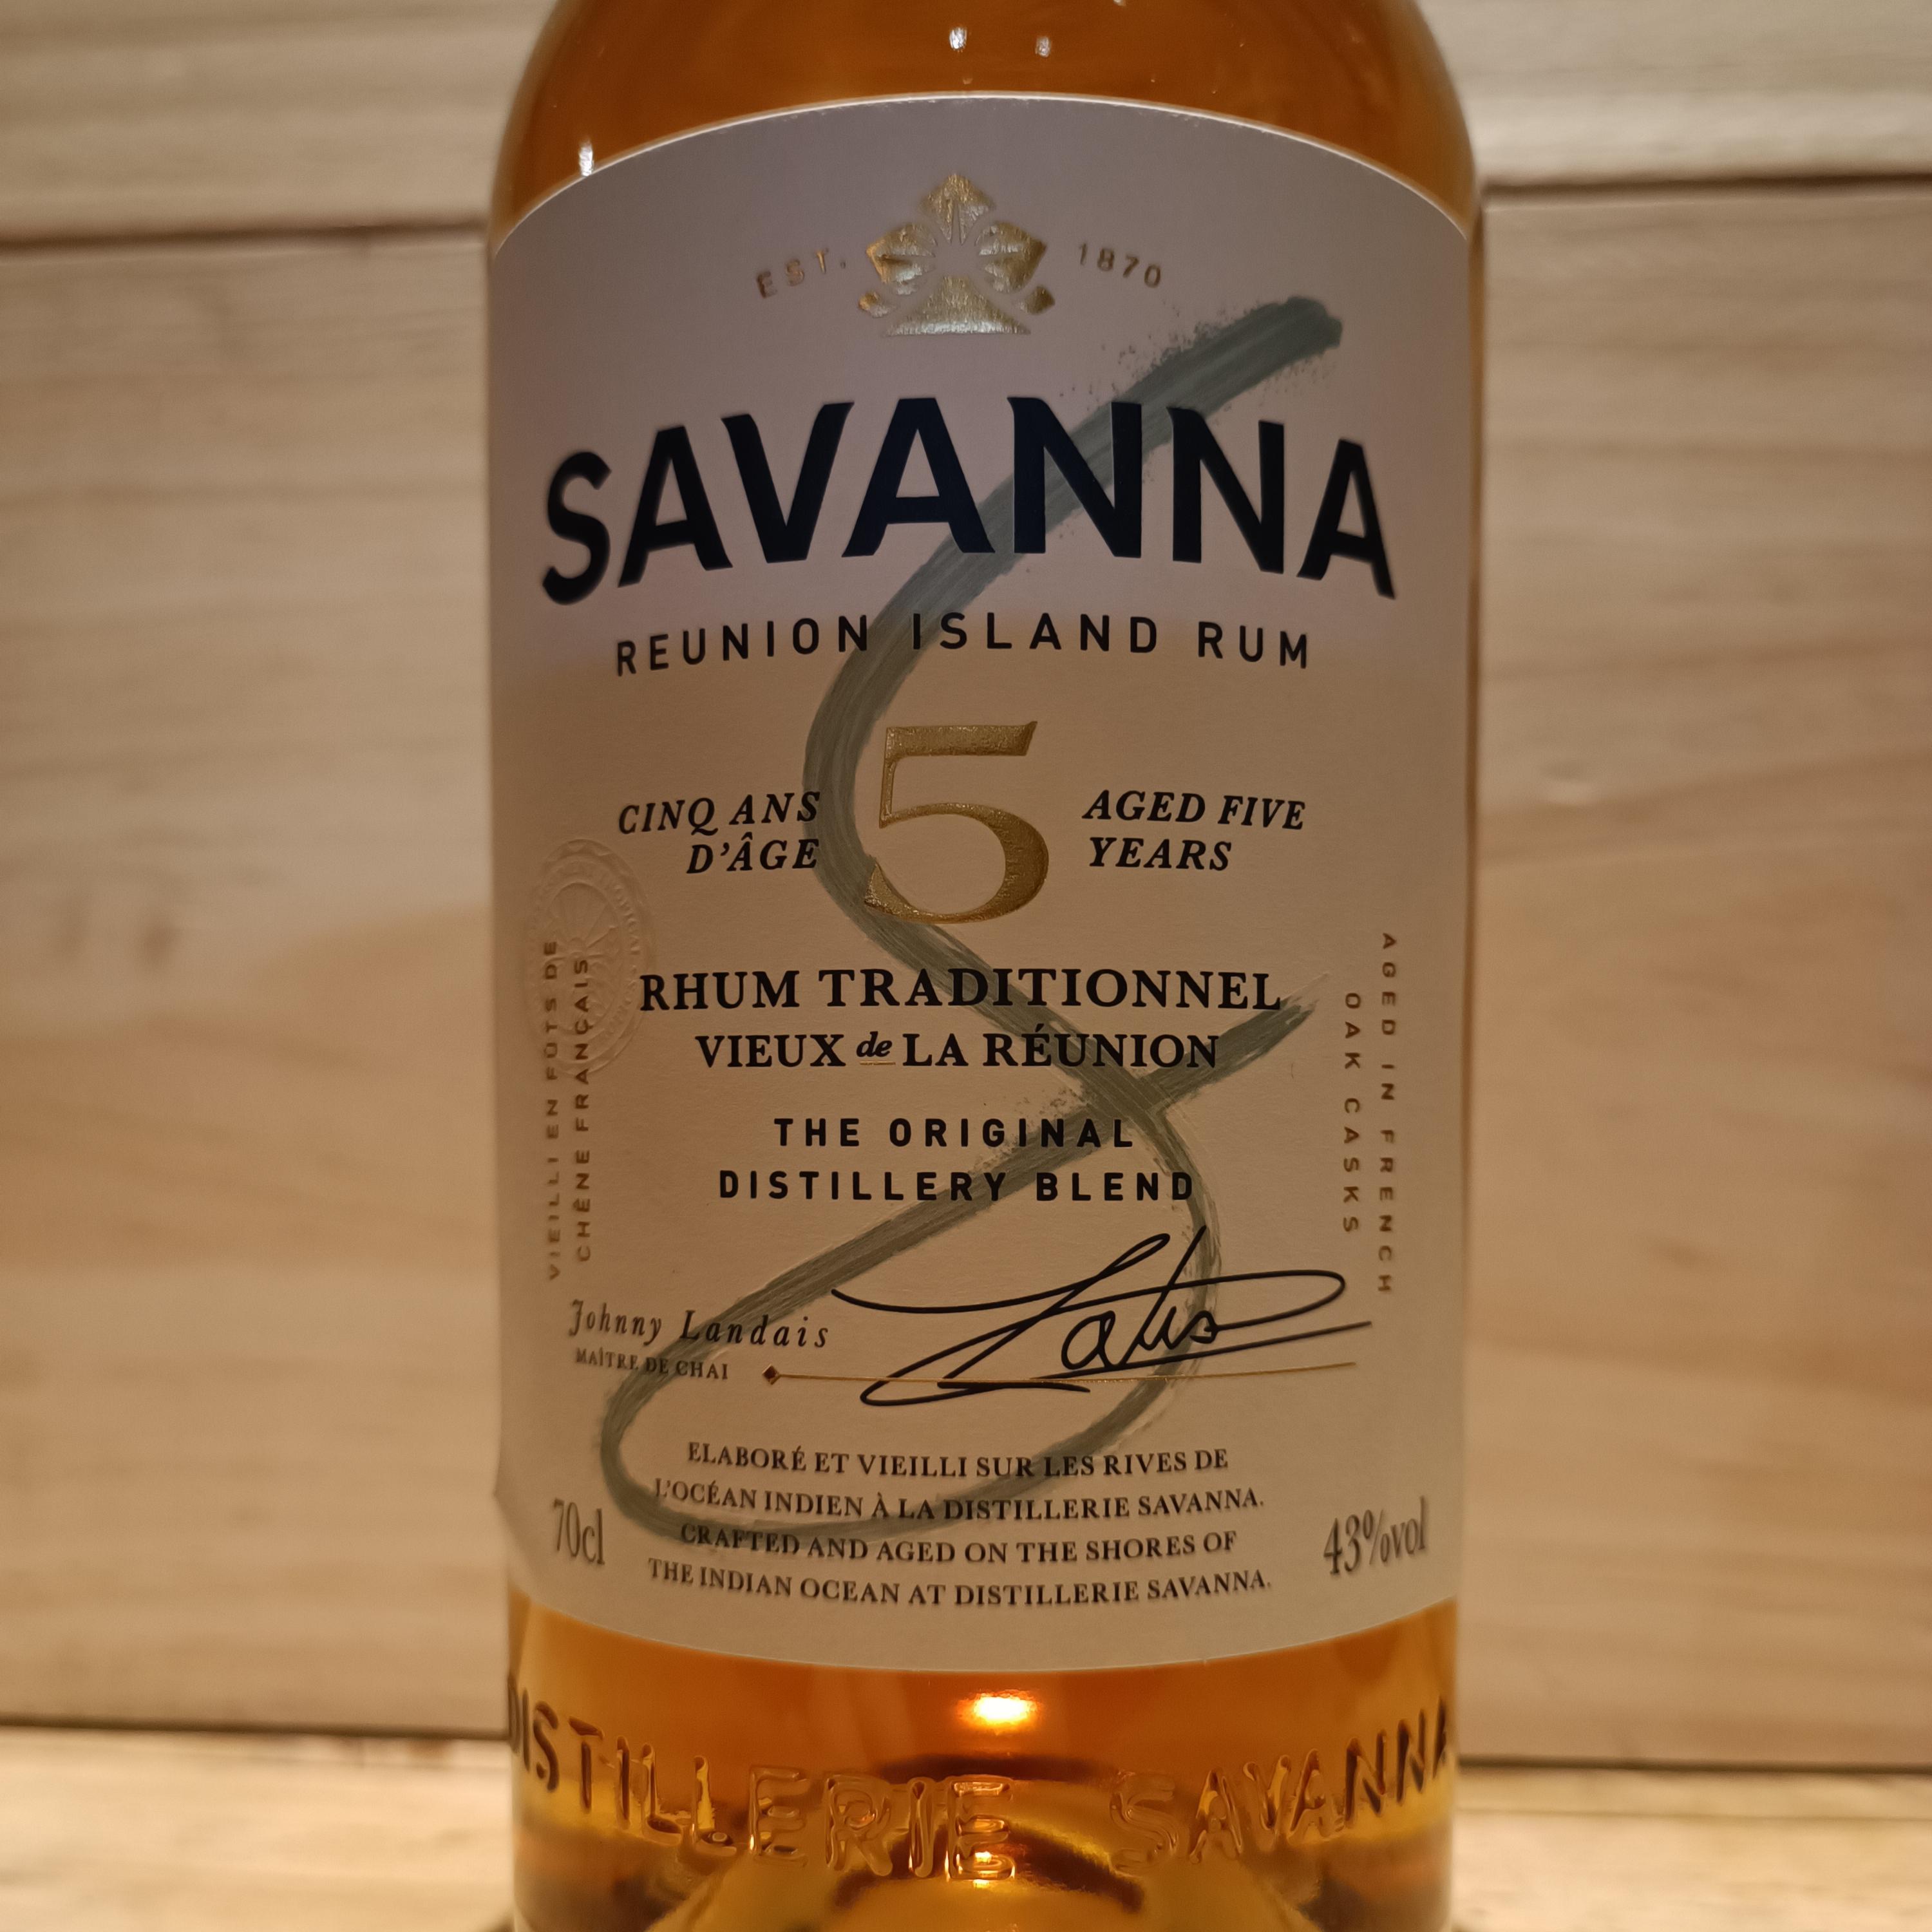 EST. 1870
SAVANNA
REUNION ISLAND RUM
5
CINQ ANS
D'ÂGE
AGED FIVE
YEARS
RHUM TRADITIONNEL
VIEUX de LA RÉUNION
THE ORIGINAL
DISTILLERY BLEND
VIEILLI EN FÛTS DE
CHÊNE FRANÇAIS
AGED IN FRENCH
OAK CASKS
Johnny Landais
MAÎTRE DE CHAI
ELABORÉ ET VIEILLI SUR LES RIVES DE
L'OCÉAN INDIEN À LA DISTILLERIE SAVANNA.
CRAFTED AND AGED ON THE SHORES OF
THE INDIAN OCEAN AT DISTILLERIE SAVANNA.
70cl
43%vol
DISTILLERIE SAVANNA